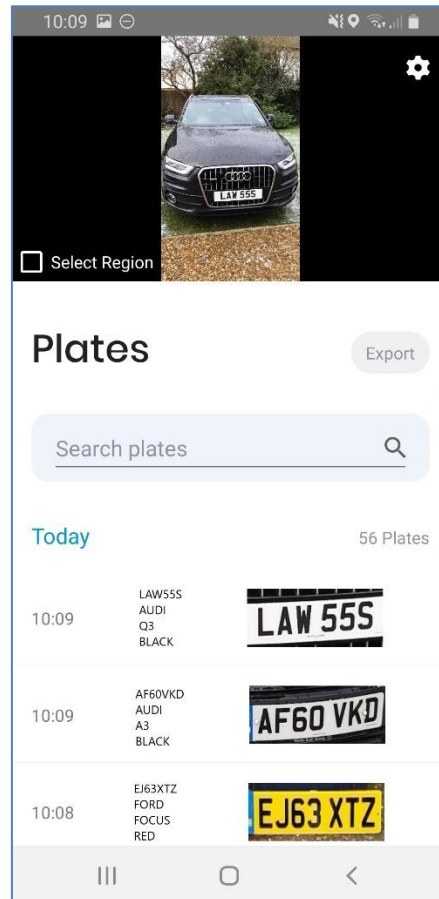 10:09
LAW 55S
Select Region
Plates
Export
Search plates
Today
56 Plates
10:09
LAW55S
AUDI
Q3
BLACK
LAW 55S
10:09
AF60VKD
AUDI
A3
BLACK
AF60 VKD
10:08
EJ63XTZ
FORD
FOCUS
RED
EJ63 XTZ